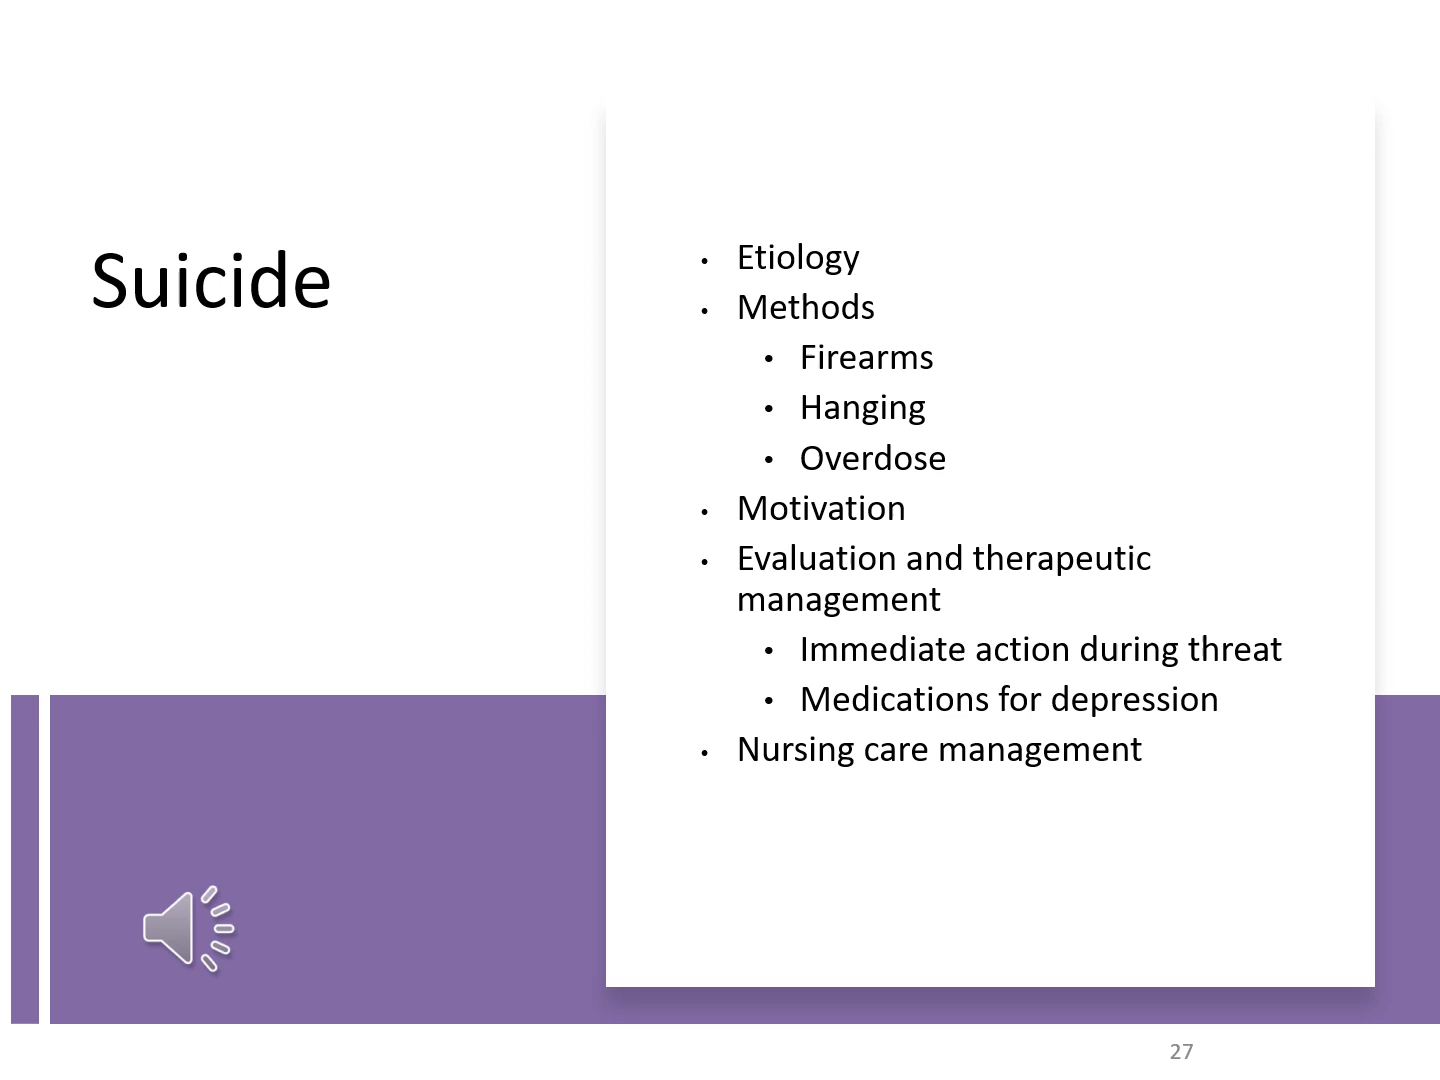 Suicide
• Etiology
• Methods
• Firearms
• Hanging
• Overdose
• Motivation
• Evaluation and therapeutic
management
• Immediate action during threat
• Medications for depression
• Nursing care management
27